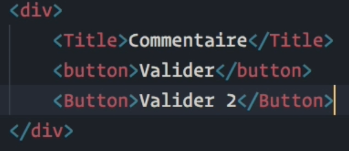 <div>
    <Title>Commentaire</Title>
    <button>Valider</button>
    <Button>Valider 2</Button>
</div>